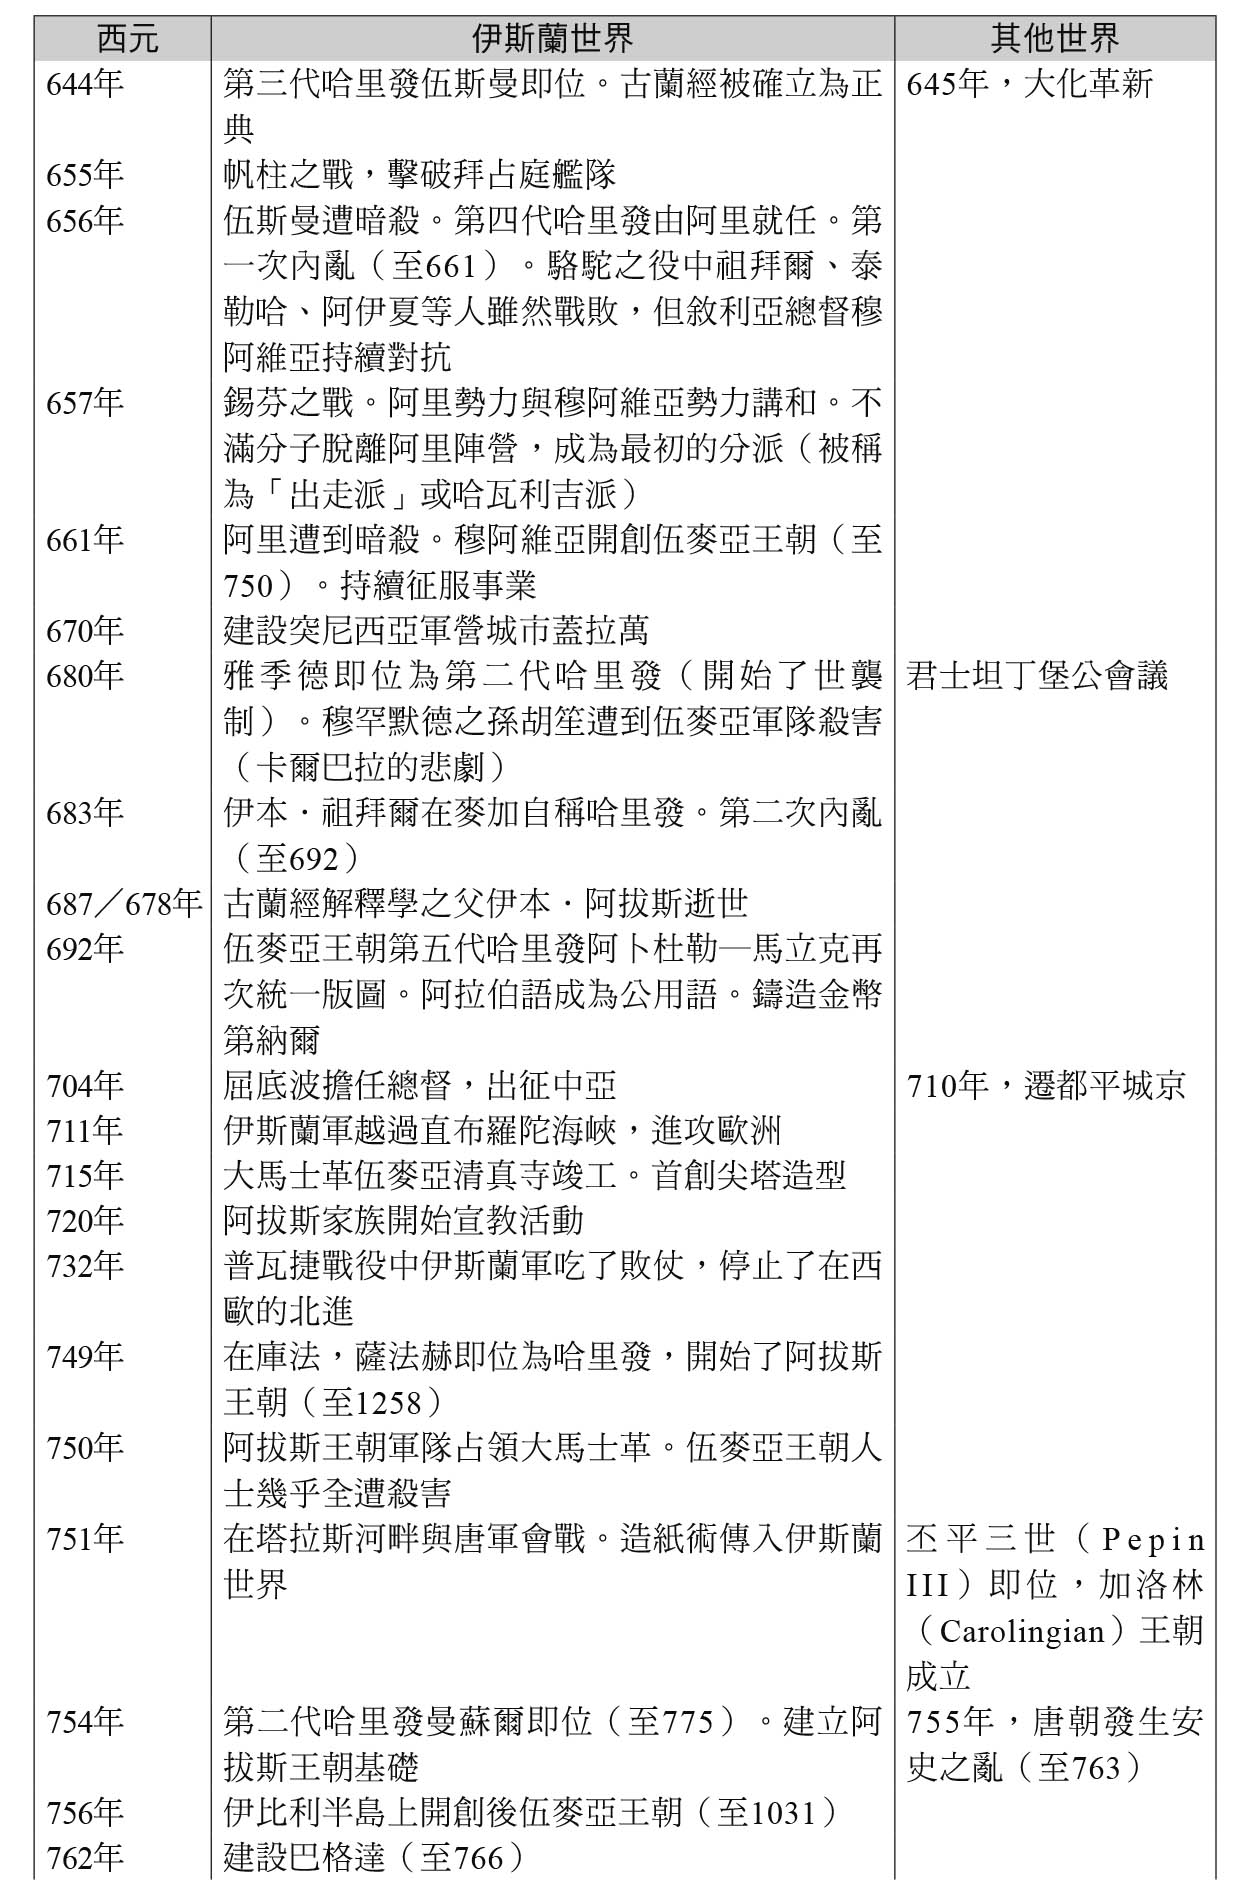 西元 伊斯蘭世界 其他世界
644年 第三代哈里發伍斯曼即位。古蘭經被確立為正 645年，大化革新
典
655年 帆柱之戰，擊破拜占庭艦隊
656年 伍斯曼遭暗殺。第四代哈里發由阿里就任。第
一次內亂（至661）。駱駝之役中祖拜爾、泰
勒哈、阿伊夏等人雖然戰敗，但敘利亞總督穆
阿維亞持續對抗
657年 錫芬之戰。阿里勢力與穆阿維亞勢力講和。不
滿分子脫離阿里陣營，成為最初的分派（被稱
為「出走派」或哈瓦利吉派）
661年 阿里遭到暗殺。穆阿維亞開創伍麥亞王朝（至
750）。持續征服事業
670年 建設突尼西亞軍營城市蓋拉萬
680年 雅季德即位為第二代哈里發（開始了世襲 君士坦丁堡公會議
制）。穆罕默德之孫胡笙遭到伍麥亞軍隊殺害
（卡爾巴拉的悲劇）
683年 伊本．祖拜爾在麥加自稱哈里發。第二次內亂
（至692）
687／678年 古蘭經解釋學之父伊本．阿拔斯逝世
692年 伍麥亞王朝第五代哈里發阿卜杜勒—馬立克再
次統一版圖。阿拉伯語成為公用語。鑄造金幣
第納爾
704年 屈底波擔任總督，出征中亞 710年，遷都平城京
711年 伊斯蘭軍越過直布羅陀海峽，進攻歐洲
715年 大馬士革伍麥亞清真寺竣工。首創尖塔造型
720年 阿拔斯家族開始宣教活動
732年 普瓦捷戰役中伊斯蘭軍吃了敗仗，停止了在西
歐的北進
749年 在庫法，薩法赫即位為哈里發，開始了阿拔斯
王朝（至1258）
750年 阿拔斯王朝軍隊占領大馬士革。伍麥亞王朝人
士幾乎全遭殺害
751年 在塔拉斯河畔與唐軍會戰。造紙術傳入伊斯蘭 丕平三世（Pepin
世界 III）即位，加洛林
（Carolingian）王朝
成立
754年 第二代哈里發曼蘇爾即位（至775）。建立阿 755年，唐朝發生安
拔斯王朝基礎 史之亂（至763）
756年 伊比利半島上開創後伍麥亞王朝（至1031）
762年 建設巴格達（至766）